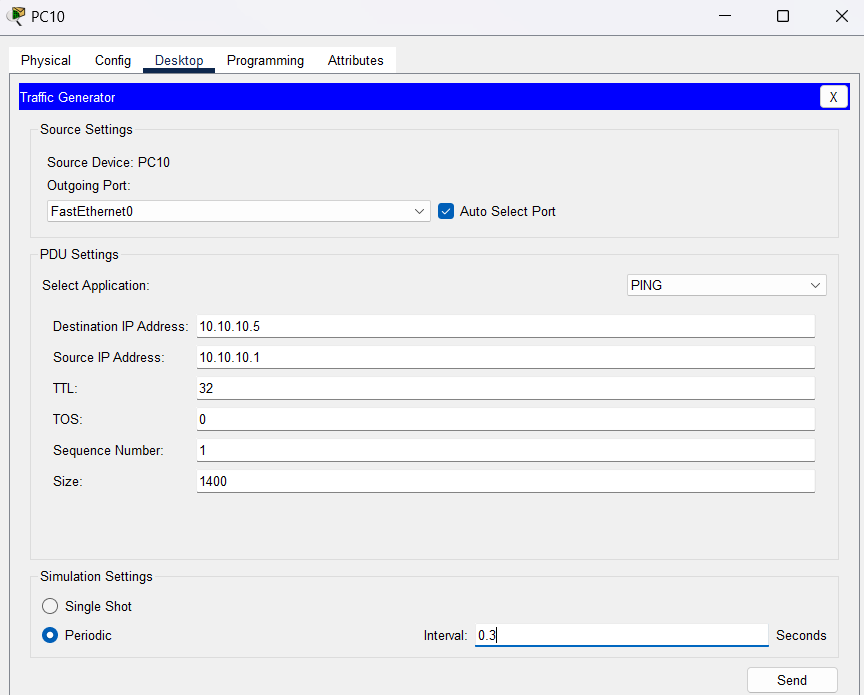 PC10
Physical Config Desktop Programming Attributes
Traffic Generator X
Source Settings
Source Device: PC10
Outgoing Port:
FastEthernet0 Auto Select Port
PDU Settings
Select Application: PING
Destination IP Address: 10.10.10.5
Source IP Address: 10.10.10.1
TTL: 32
TOS: 0
Sequence Number: 1
Size: 1400
Simulation Settings
Single Shot
Periodic Interval: 0.3 Seconds
Send